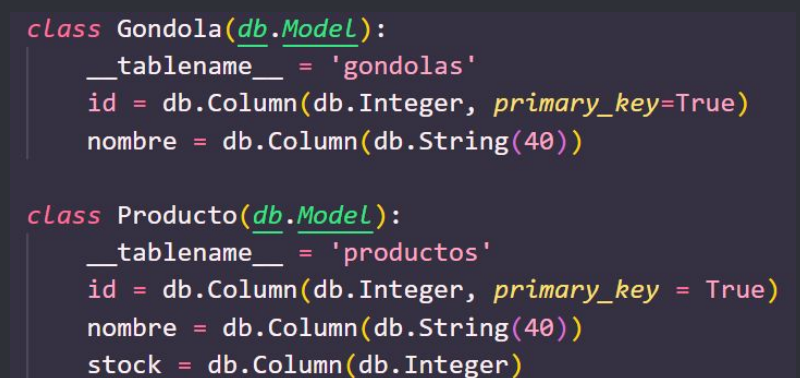 class Gondola(db.Model):
    __tablename__ = 'gondolas'
    id = db.Column(db.Integer, primary_key=True)
    nombre = db.Column(db.String(40))
class Producto(db.Model):
    __tablename__ = 'productos'
    id = db.Column(db.Integer, primary_key = True)
    nombre = db.Column(db.String(40))
    stock = db.Column(db.Integer)